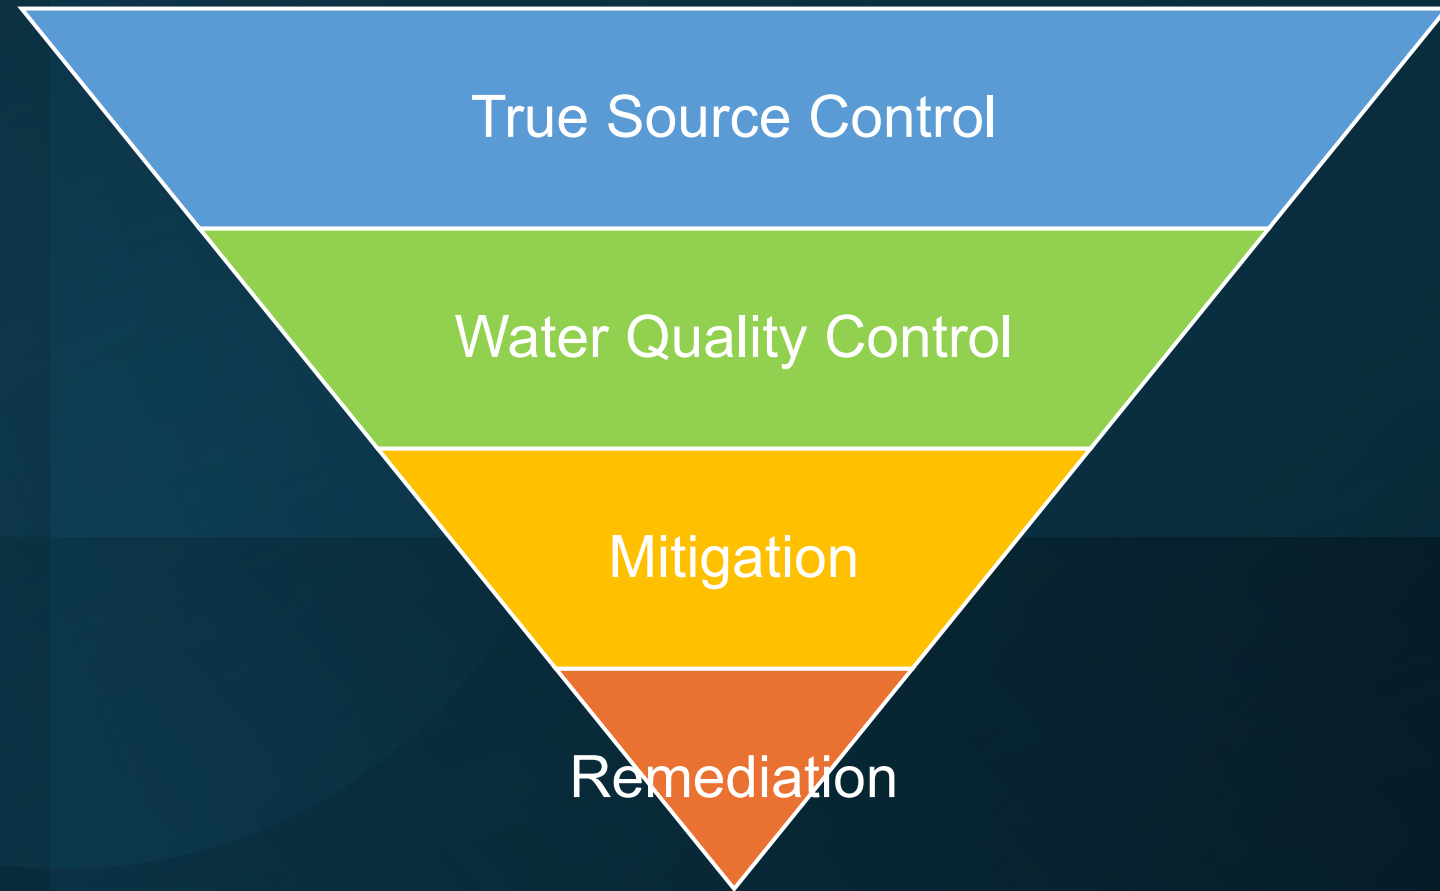 True Source Control
Water Quality Control
Mitigation
Remediation